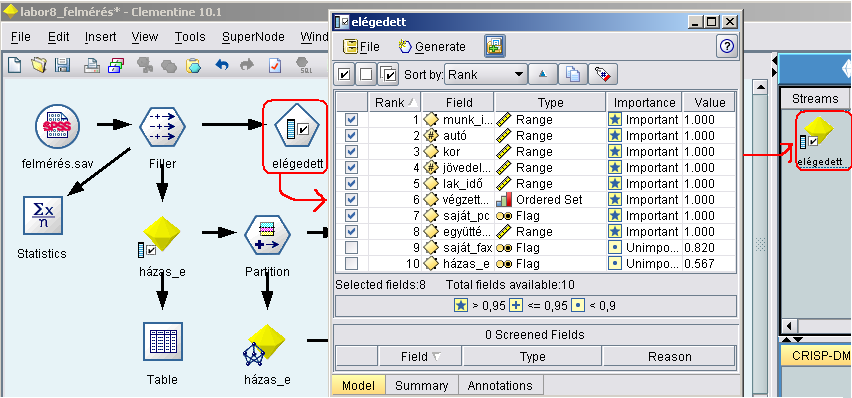 labor8_felmérés* - Clementine 10.1
File Edit Insert View Tools SuperNode Wind
SQL
felmérés.sav
Filler
elégedett
Statistics
házas_e
Partition
Table
házas_e
elégedett
File Generate
Sort by: Rank
Rank Field Type Importance Value
1 munk_i... Range Important 1.000
2 autó Range Important 1.000
3 kor Range Important 1.000
4 jövedel... Range Important 1.000
5 lak_idő Range Important 1.000
6 végzett... Ordered Set Important 1.000
7 saját_pc Flag Important 1.000
8 együtté... Range Important 1.000
9 saját_fax Flag Unimpo... 0.820
10 házas_e Flag Unimpo... 0.567
Selected fields:8 Total fields available:10
> 0,95 <= 0,95 < 0,9
0 Screened Fields
Field Type Reason
Model Summary Annotations
Streams
elégedett
CRISP-DM